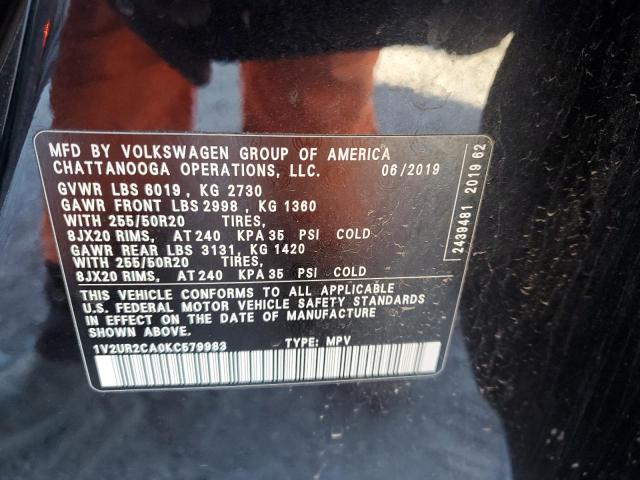 MFD BY VOLKSWAGEN GROUP OF AMERICA
CHATTANOOGA OPERATIONS, LLC. 06/2019
GVWR LBS 6019 , KG 2730
GAWR FRONT LBS 2998 , KG 1360
WITH 255/50R20 TIRES,
8JX20 RIMS, AT 240 KPA 35 PSI COLD
GAWR REAR LBS 3131, KG 1420
WITH 255/50R20 TIRES,
8JX20 RIMS, AT 240 KPA 35 PSI COLD
THIS VEHICLE CONFORMS TO ALL APPLICABLE
U.S. FEDERAL MOTOR VEHICLE SAFETY STANDARDS
IN EFFECT ON THE DATE OF MANUFACTURE
SHOWN ABOVE.
1V2UR2CA0KC579983 TYPE: MPV
2439481 2019 62